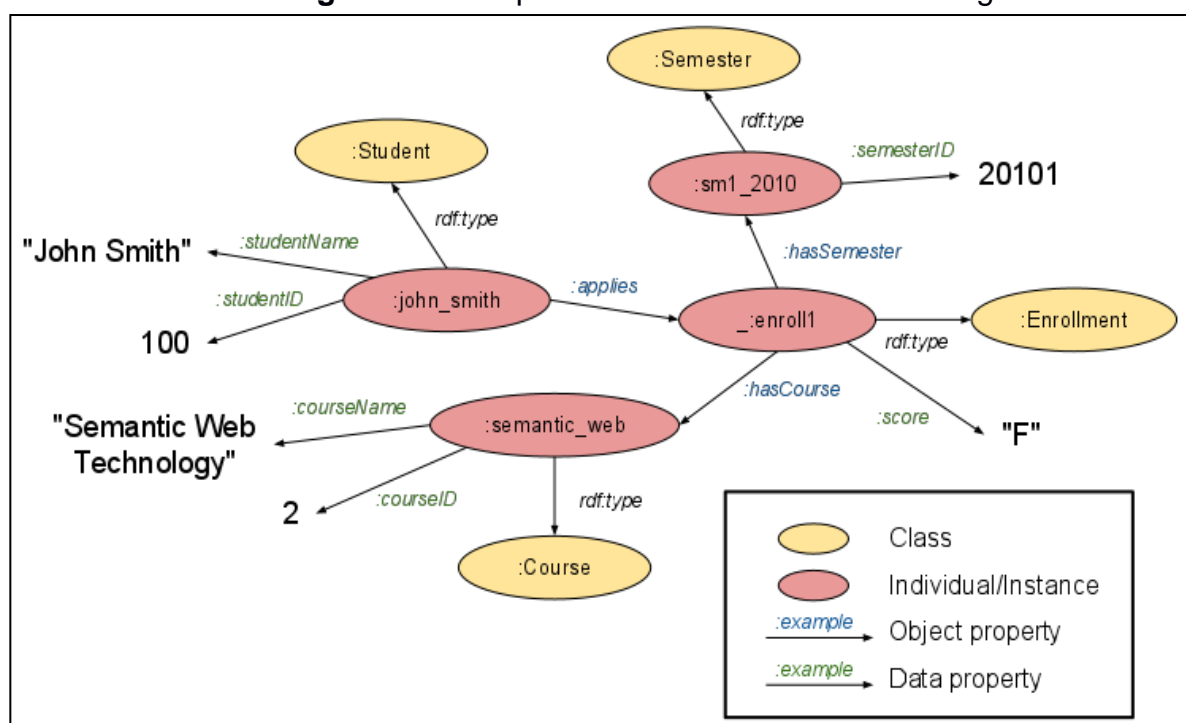 :Semester
rdf:type
:Student
:semesterID
:sm1_2010
20101
rdf:type
"John Smith"
:studentName
:hasSemester
:studentID
:john_smith
:applies
_:enroll1
:Enrollment
100
rdf:type
:hasCourse
:courseName
:score
"Semantic Web
Technology"
:semantic_web
"F"
:courseID
2
rdf:type
:Course
Class
Individual/Instance
:example
Object property
:example
Data property